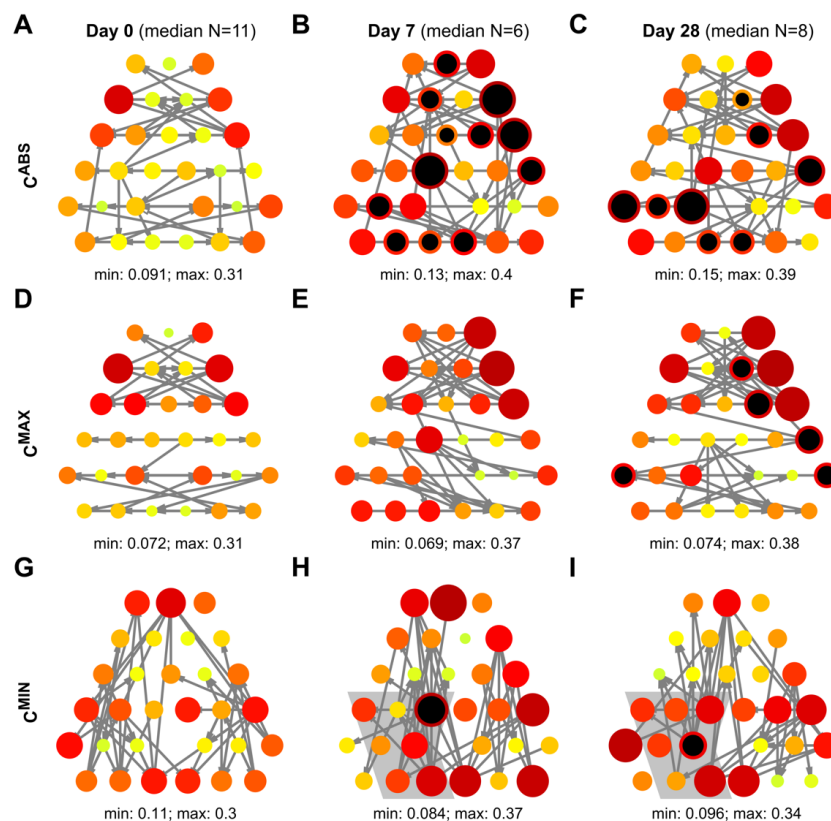 A Day 0 (median N=11) B Day 7 (median N=6) C Day 28 (median N=8)
C^ABS
min: 0.091; max: 0.31 min: 0.13; max: 0.4 min: 0.15; max: 0.39
D E F
C^MAX
min: 0.072; max: 0.31 min: 0.069; max: 0.37 min: 0.074; max: 0.38
G H I
C^MIN
min: 0.11; max: 0.3 min: 0.084; max: 0.37 min: 0.096; max: 0.34